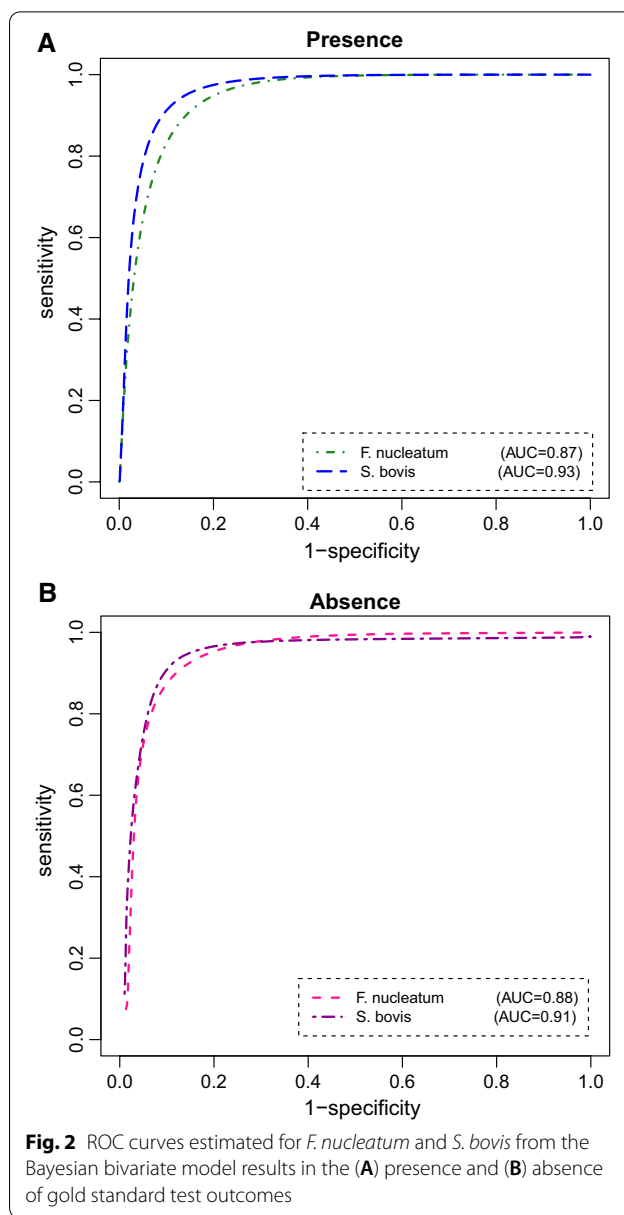 A
Presence
1.0
0.8
0.6
0.4
0.2
0.0
sensitivity
F. nucleatum (AUC=0.87)
S. bovis (AUC=0.93)
0.0 0.2 0.4 0.6 0.8 1.0
1−specificity
B
Absence
1.0
0.8
0.6
0.4
0.2
0.0
sensitivity
F. nucleatum (AUC=0.88)
S. bovis (AUC=0.91)
0.0 0.2 0.4 0.6 0.8 1.0
1−specificity
Fig. 2 ROC curves estimated for F. nucleatum and S. bovis from the
Bayesian bivariate model results in the (A) presence and (B) absence
of gold standard test outcomes